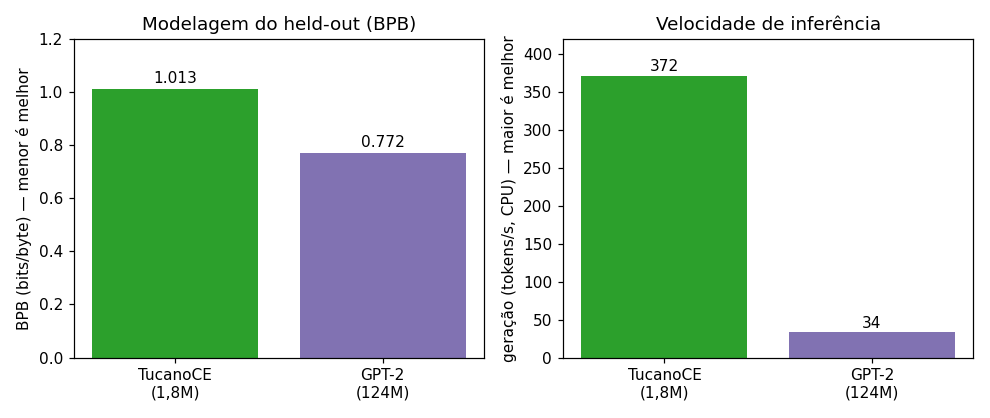 Modelagem do held-out (BPB)
BPB (bits/byte) — menor é melhor
1.2
1.0
0.8
0.6
0.4
0.2
0.0
1.013
0.772
TucanoCE
(1,8M)
GPT-2
(124M)
Velocidade de inferência
geração (tokens/s, CPU) — maior é melhor
400
350
300
250
200
150
100
50
0
372
34
TucanoCE
(1,8M)
GPT-2
(124M)